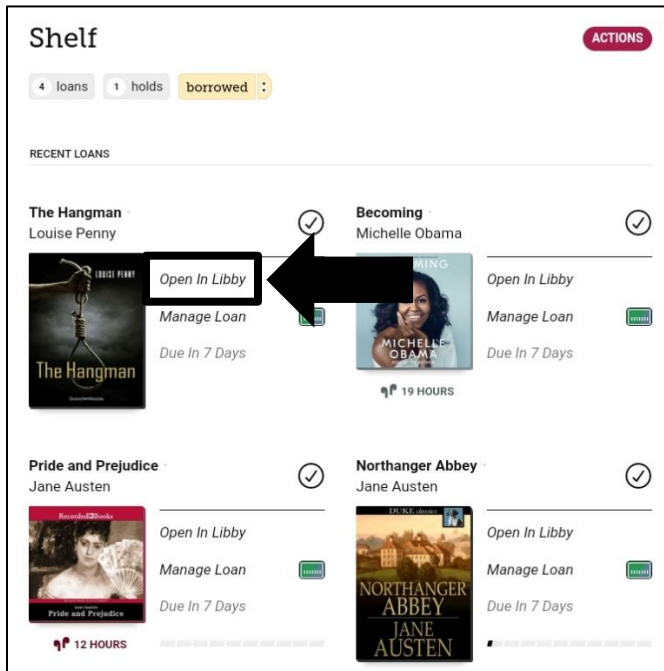 Shelf
ACTIONS
4 loans
1 holds
borrowed :
RECENT LOANS
The Hangman
Louise Penny
LOUISE PENNY
The Hangman
Open In Libby
Manage Loan
Due In 7 Days
Becoming
Michelle Obama
MING
MICHELLE
OBAMA
Open In Libby
Manage Loan
Due In 7 Days
19 HOURS
Pride and Prejudice
Jane Austen
Recorded Books
Pride and Prejudice
Open In Libby
Manage Loan
Due In 7 Days
12 HOURS
Northanger Abbey
Jane Austen
DUKE classics
NORTHANGER
ABBEY
JANE
AUSTEN
Open In Libby
Manage Loan
Due In 7 Days